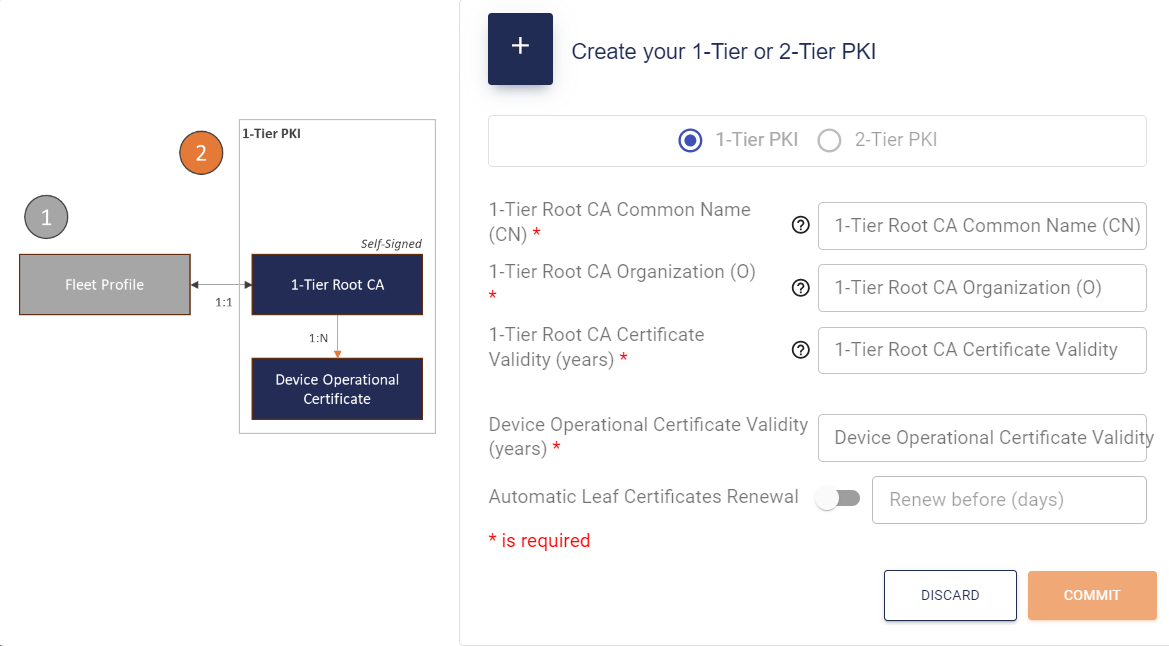 1-Tier PKI
2
1
Self-Signed
Fleet Profile
1:1
1-Tier Root CA
1:N
Device Operational
Certificate
+
Create your 1-Tier or 2-Tier PKI
1-Tier PKI
2-Tier PKI
1-Tier Root CA Common Name
(CN) *
?
1-Tier Root CA Common Name (CN)
1-Tier Root CA Organization (O)
*
?
1-Tier Root CA Organization (O)
1-Tier Root CA Certificate
Validity (years) *
?
1-Tier Root CA Certificate Validity
Device Operational Certificate Validity
(years) *
Device Operational Certificate Validity
Automatic Leaf Certificates Renewal
Renew before (days)
* is required
DISCARD
COMMIT